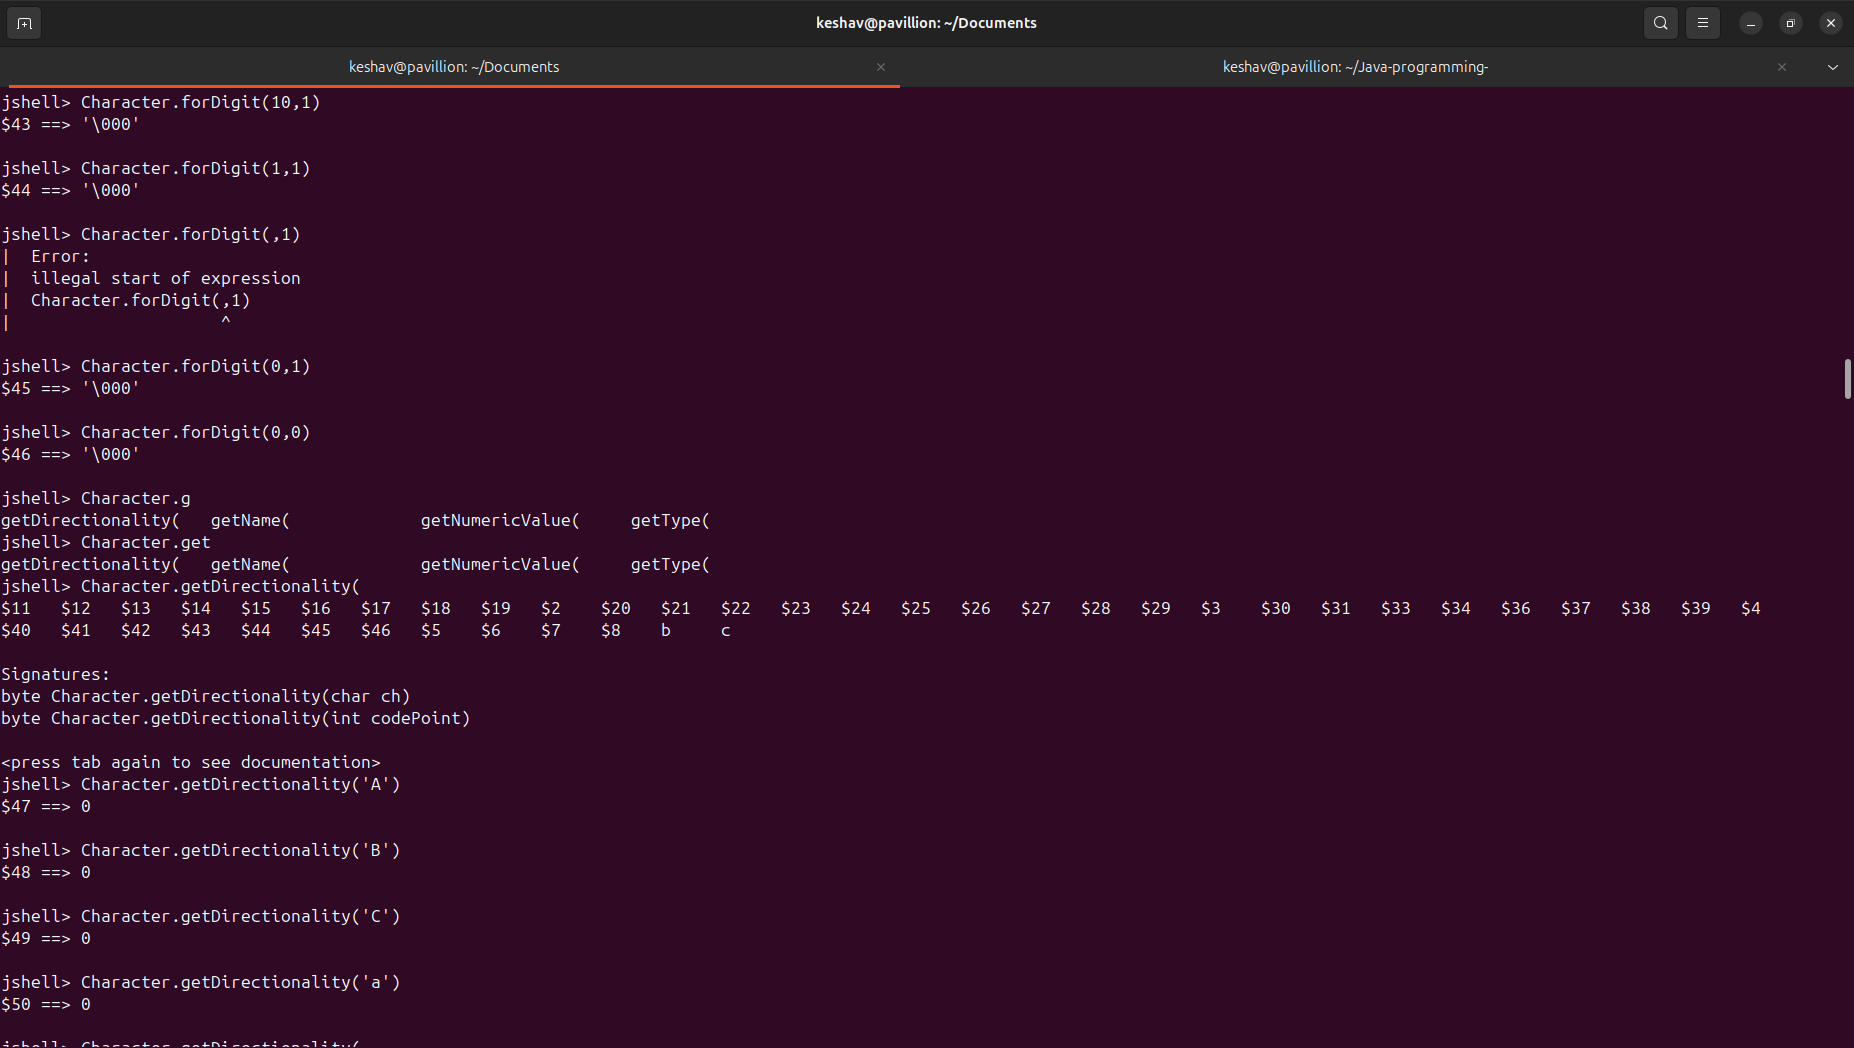 keshav@pavillion: ~/Documents
keshav@pavillion: ~/Documents
keshav@pavillion: ~/Java-programming-
jshell> Character.forDigit(10,1)
$43 ==> '\000'
jshell> Character.forDigit(1,1)
$44 ==> '\000'
jshell> Character.forDigit(,1)
|  Error:
|  illegal start of expression
|  Character.forDigit(,1)
|                     ^
jshell> Character.forDigit(0,1)
$45 ==> '\000'
jshell> Character.forDigit(0,0)
$46 ==> '\000'
jshell> Character.g
getDirectionality(   getName(             getNumericValue(     getType(
jshell> Character.get
getDirectionality(   getName(             getNumericValue(     getType(
jshell> Character.getDirectionality(
$11   $12   $13   $14   $15   $16   $17   $18   $19   $2    $20   $21   $22   $23   $24   $25   $26   $27   $28   $29   $3    $30   $31   $33   $34   $36   $37   $38   $39   $4
$40   $41   $42   $43   $44   $45   $46   $5    $6    $7    $8    b     c
Signatures:
byte Character.getDirectionality(char ch)
byte Character.getDirectionality(int codePoint)
<press tab again to see documentation>
jshell> Character.getDirectionality('A')
$47 ==> 0
jshell> Character.getDirectionality('B')
$48 ==> 0
jshell> Character.getDirectionality('C')
$49 ==> 0
jshell> Character.getDirectionality('a')
$50 ==> 0
jshell> Character.getDirectionality(